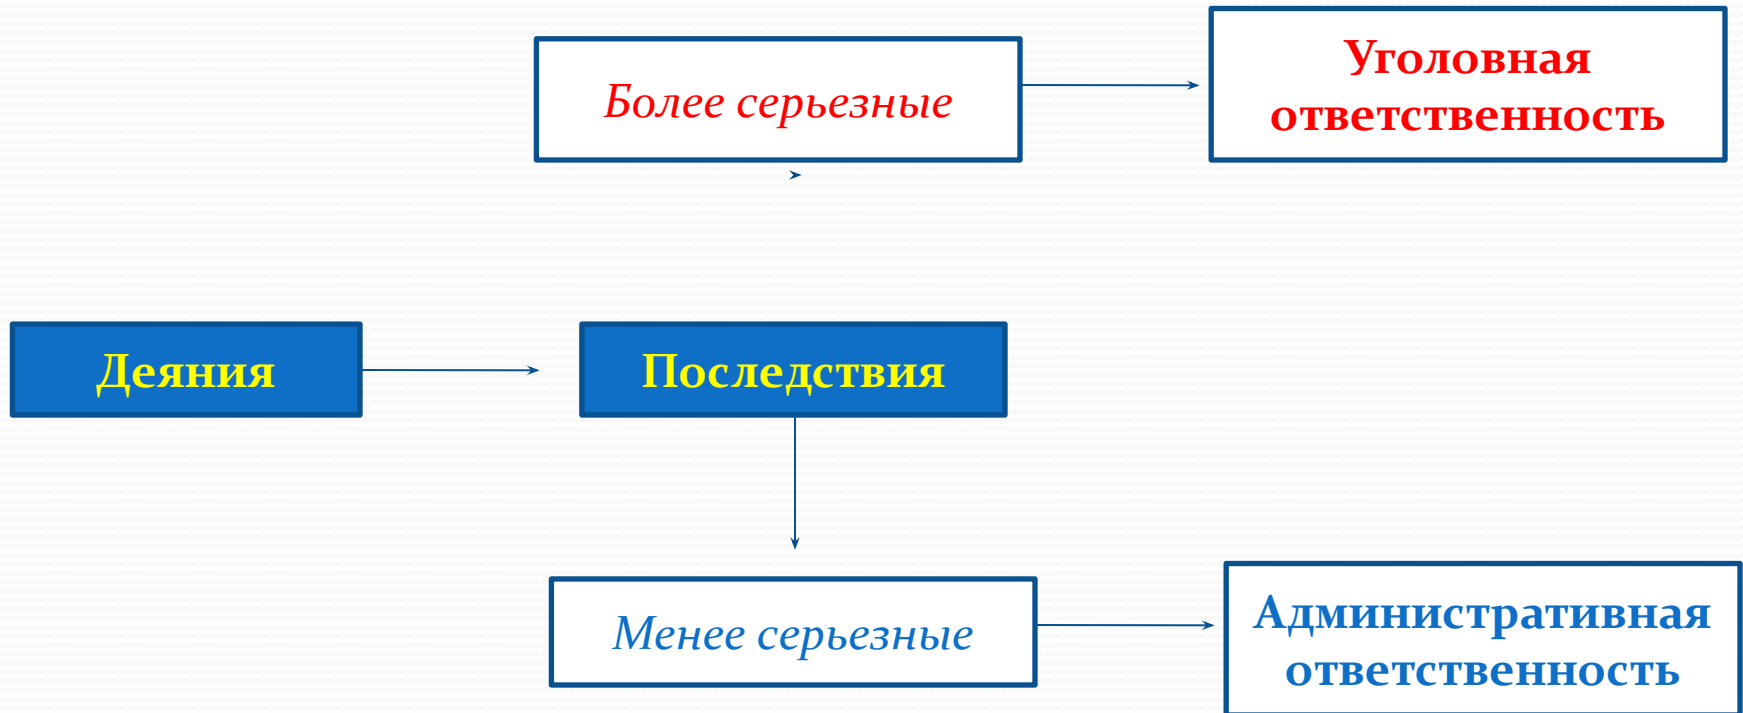 Более серьезные
Уголовная
ответственность
Деяния
Последствия
Менее серьезные
Административная
ответственность